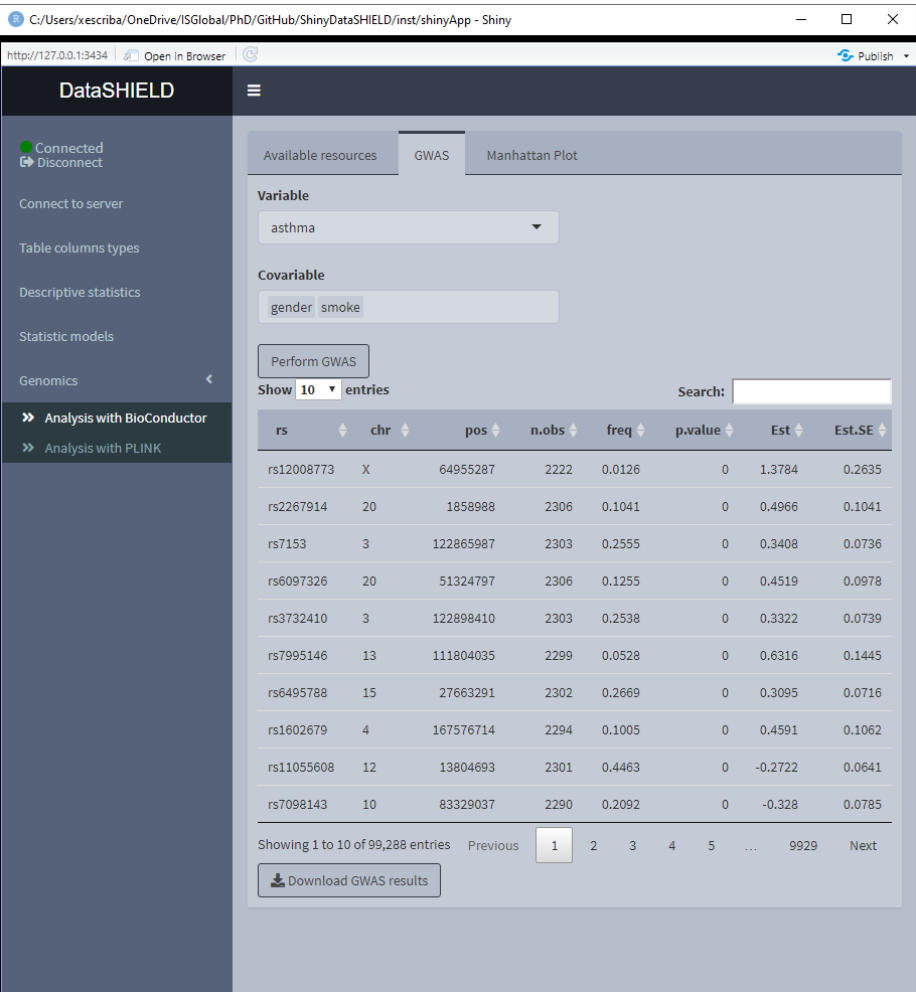 C:/Users/xescriba/OneDrive/ISGlobal/PhD/GitHub/ShinyDataSHIELD/inst/shinyApp - Shiny
http://127.0.0.1:3434 Open in Browser Publish
DataSHIELD
Connected
Disconnect
Connect to server
Table columns types
Descriptive statistics
Statistic models
Genomics
Analysis with BioConductor
Analysis with PLINK
Available resources GWAS Manhattan Plot
Variable
asthma
Covariable
gender smoke
Perform GWAS
Show 10 entries Search:
rs chr pos n.obs freq p.value Est Est.SE
rs12008773 X 64955287 2222 0.0126 0 1.3784 0.2635
rs2267914 20 1858988 2306 0.1041 0 0.4966 0.1041
rs7153 3 122865987 2303 0.2555 0 0.3408 0.0736
rs6097326 20 51324797 2306 0.1255 0 0.4519 0.0978
rs3732410 3 122898410 2303 0.2538 0 0.3322 0.0739
rs7995146 13 111804035 2299 0.0528 0 0.6316 0.1445
rs6495788 15 27663291 2302 0.2669 0 0.3095 0.0716
rs1602679 4 167576714 2294 0.1005 0 0.4591 0.1062
rs11055608 12 13804693 2301 0.4463 0 -0.2722 0.0641
rs7098143 10 83329037 2290 0.2092 0 -0.328 0.0785
Showing 1 to 10 of 99,288 entries Previous 1 2 3 4 5 … 9929 Next
Download GWAS results